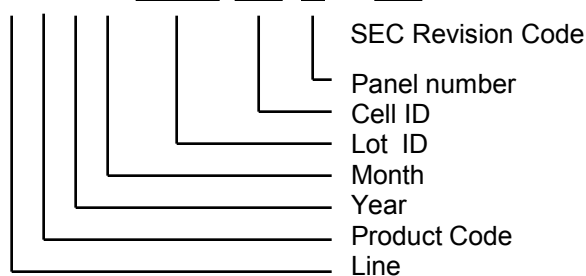 SEC Revision Code
Panel number
Cell ID
Lot ID
Month
Year
Product Code
Line